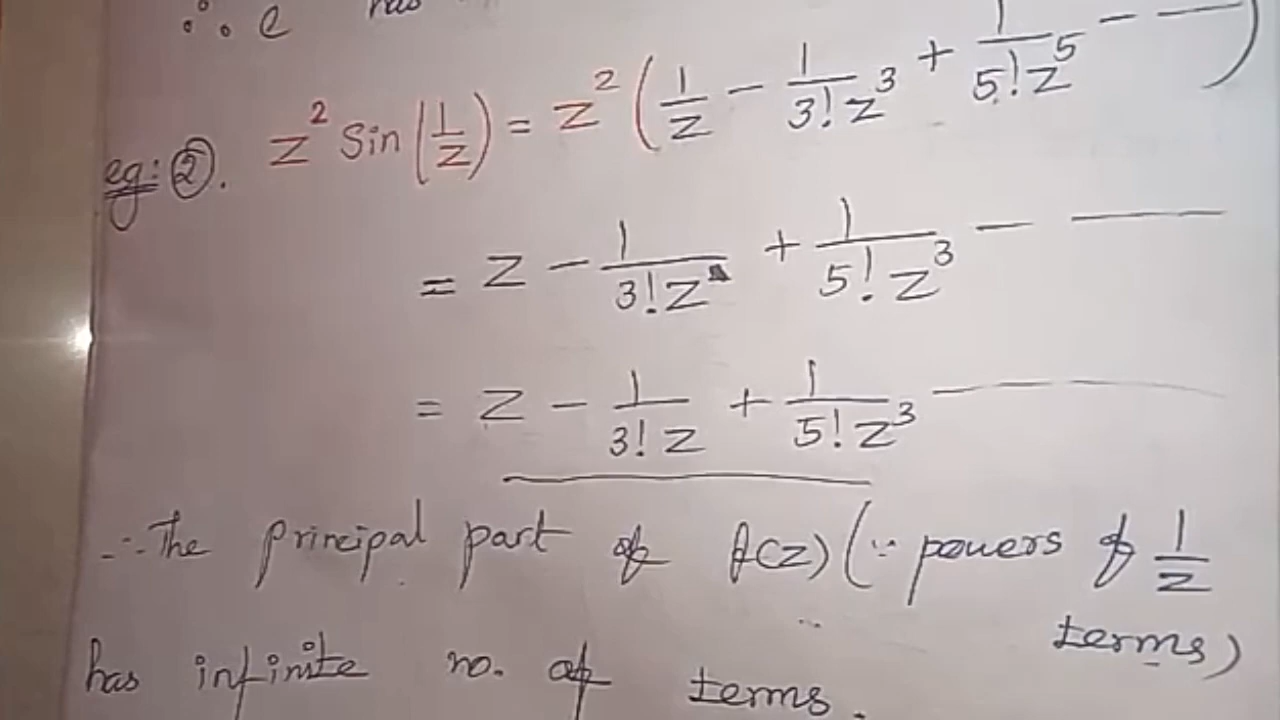 ∴ e has
eg: ②. z² Sin(1/z) = z² (1/z - 1/3!z³ + 1/5!z⁵ - - - )
= z - 1/3!z + 1/5!z³ - ---
= z - 1/3!z + 1/5!z³ ---
∴ The principal part of f(z) (∵ powers of 1/z
terms)
has infinite no. of terms.